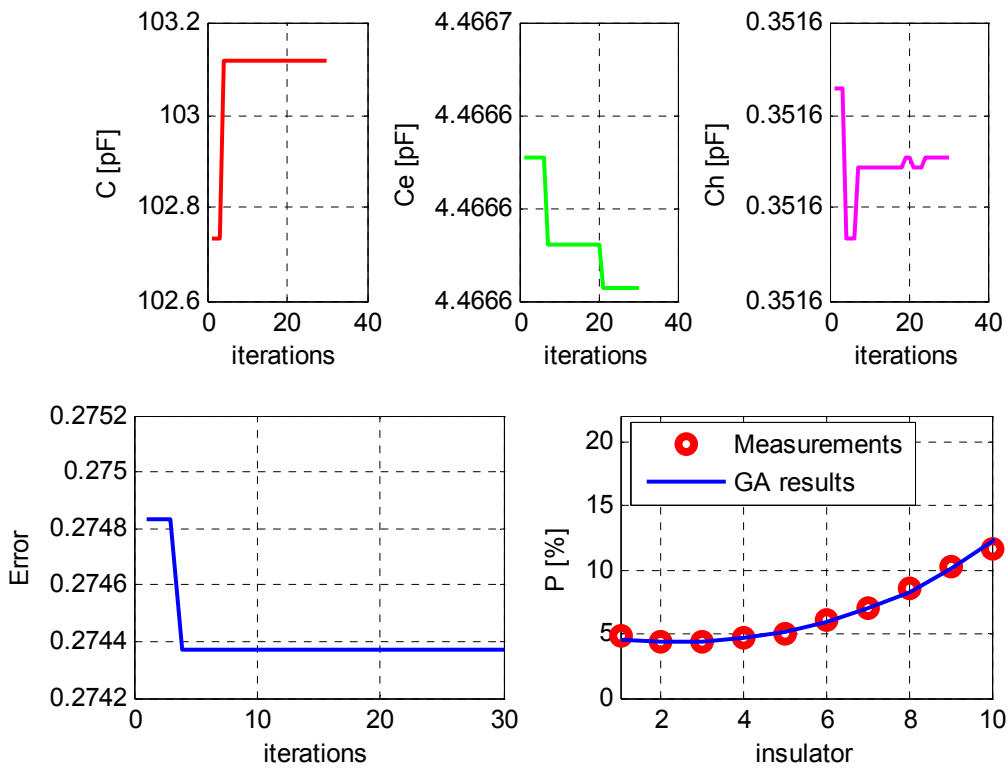 103.2
103
102.8
102.6
C [pF]
0 20 40
iterations
4.4667
4.4666
4.4666
4.4666
Ce [pF]
0 20 40
iterations
0.3516
0.3516
0.3516
0.3516
Ch [pF]
0 20 40
iterations
0.2752
0.275
0.2748
0.2746
0.2744
0.2742
Error
0 10 20 30
iterations
20
15
10
5
0
P [%]
Measurements
GA results
2 4 6 8 10
insulator